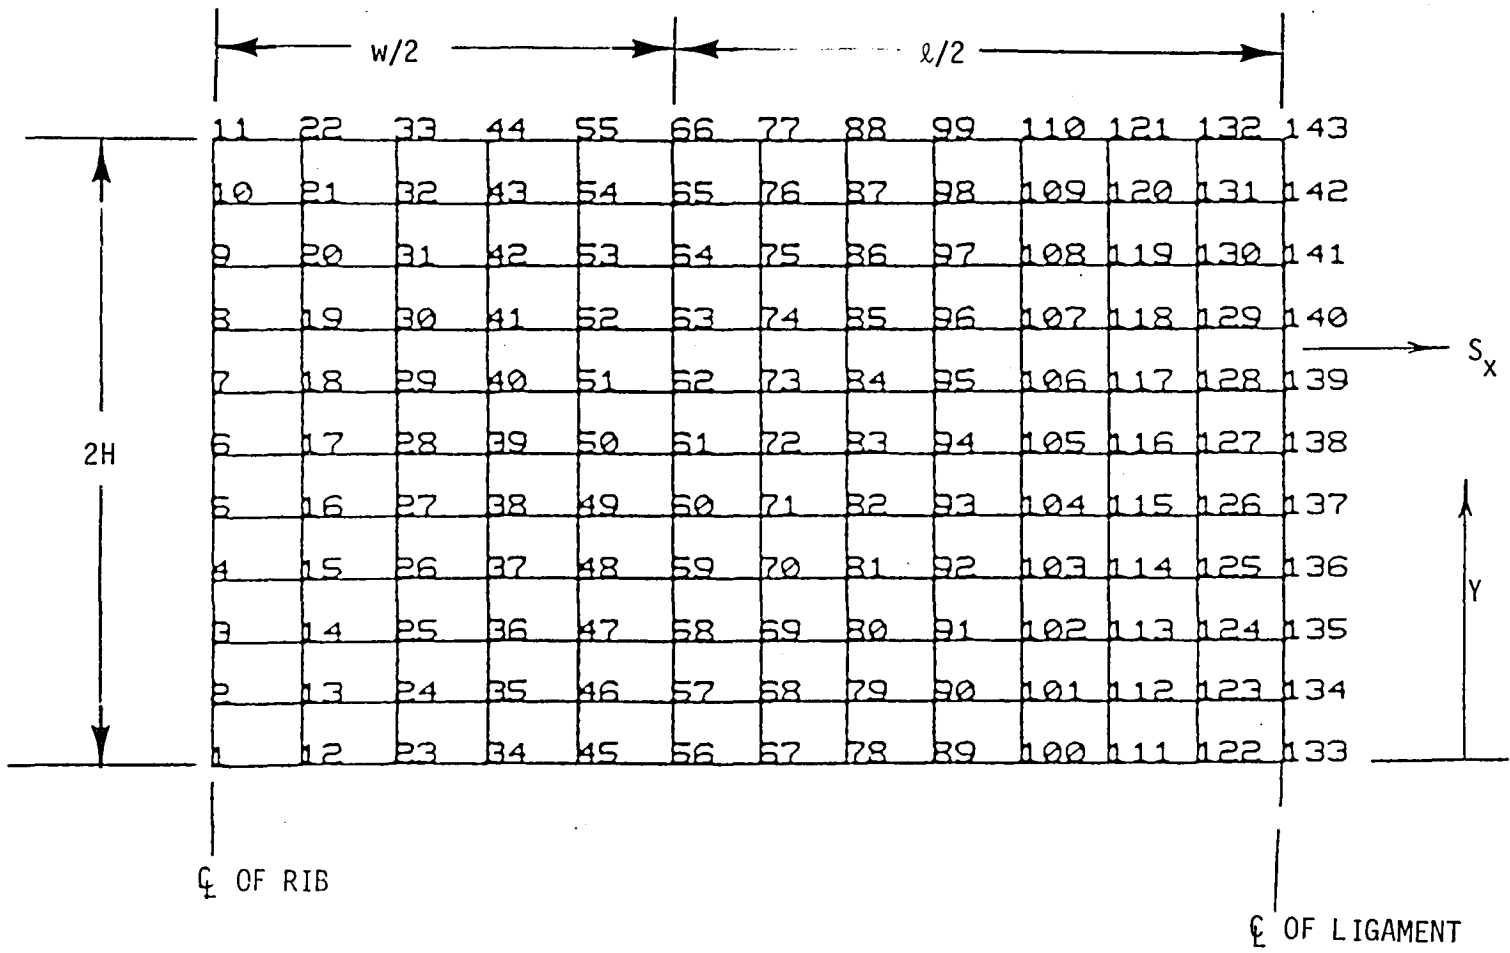 w/2 ℓ/2
11 22 33 44 55 66 77 88 99 110 121 132 143
10 21 32 43 54 65 76 87 98 109 120 131 142
9 20 31 42 53 64 75 86 97 108 119 130 141
8 19 30 41 52 63 74 85 96 107 118 129 140
Sx
7 18 29 40 51 62 73 84 95 106 117 128 139
2H
6 17 28 39 50 61 72 83 94 105 116 127 138
5 16 27 38 49 60 71 82 93 104 115 126 137
4 15 26 37 48 59 70 81 92 103 114 125 136
Y
3 14 25 36 47 58 69 80 91 102 113 124 135
2 13 24 35 46 57 68 79 90 101 112 123 134
1 12 23 34 45 56 67 78 89 100 111 122 133
℄ OF RIB
℄ OF LIGAMENT